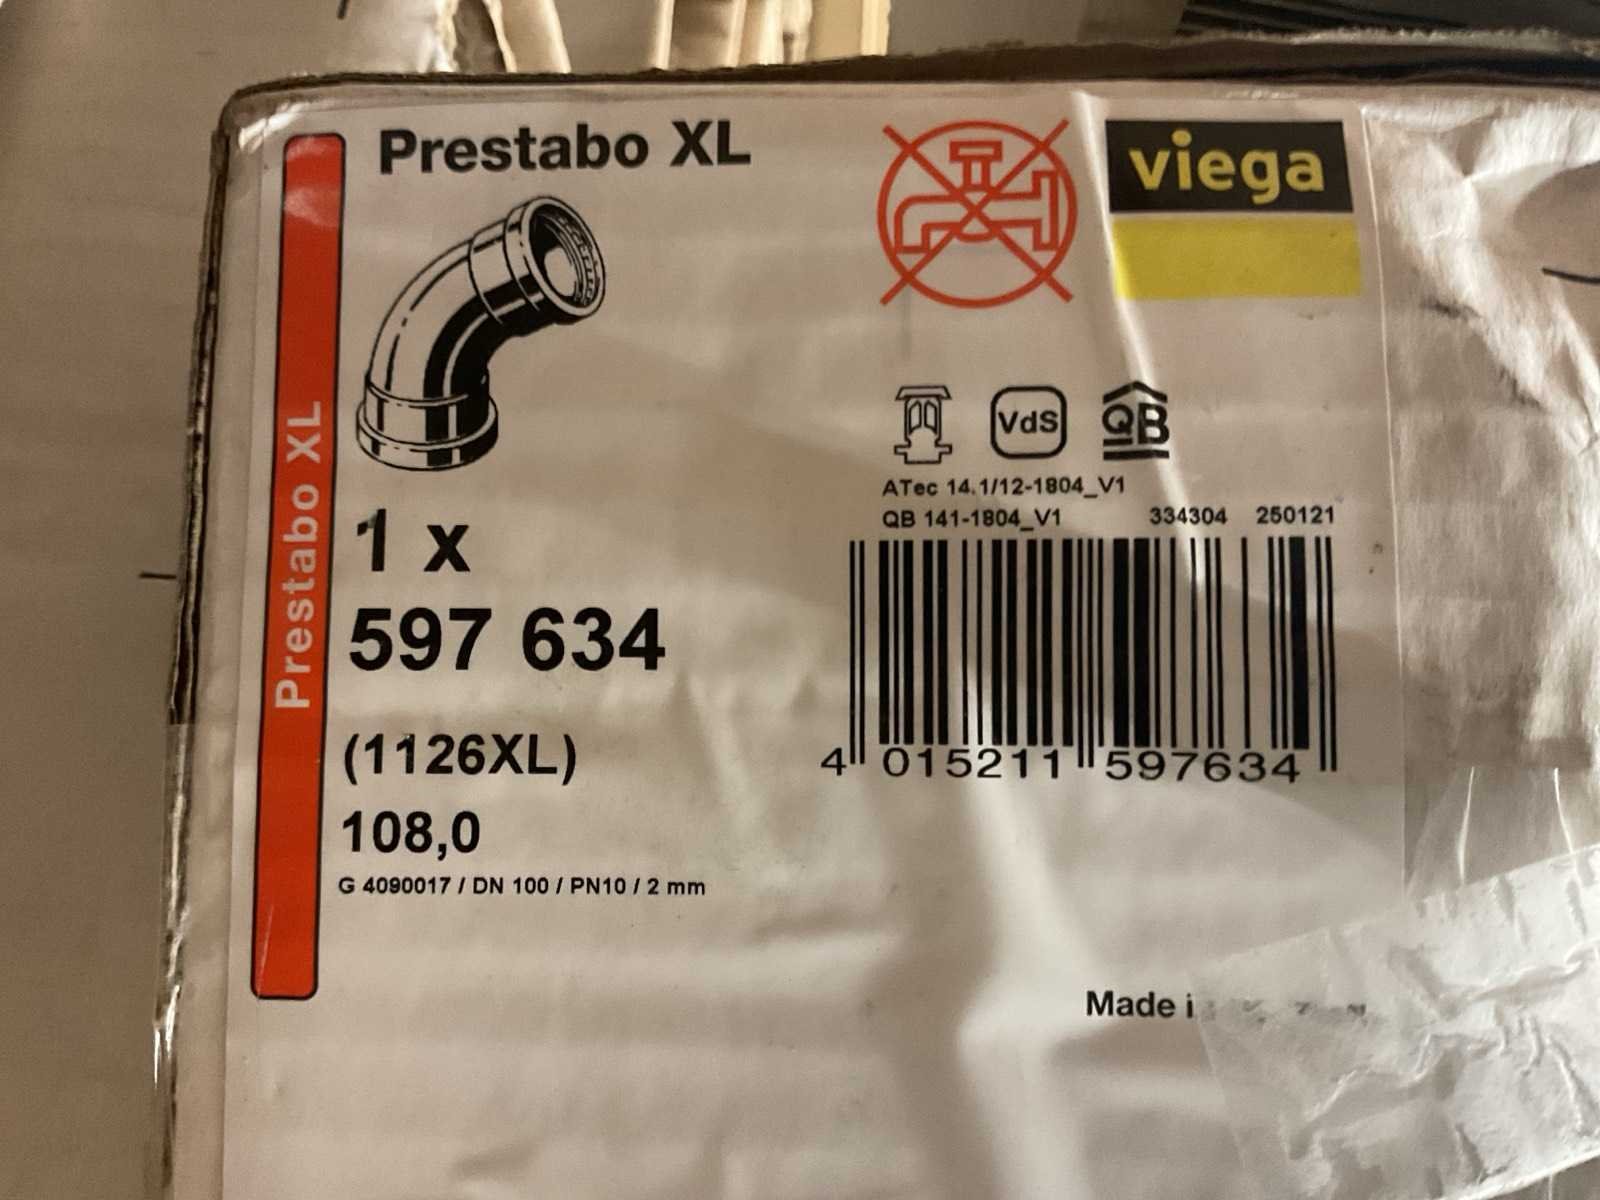 Prestabo XL
viega
Prestabo XL
VdS
QB
ATec 14.1/12-1804_V1
QB 141-1804_V1 334304 250121
1 x
597 634
(1126XL)
108,0
G 4090017 / DN 100 / PN10 / 2 mm
4 015211 597634
Made